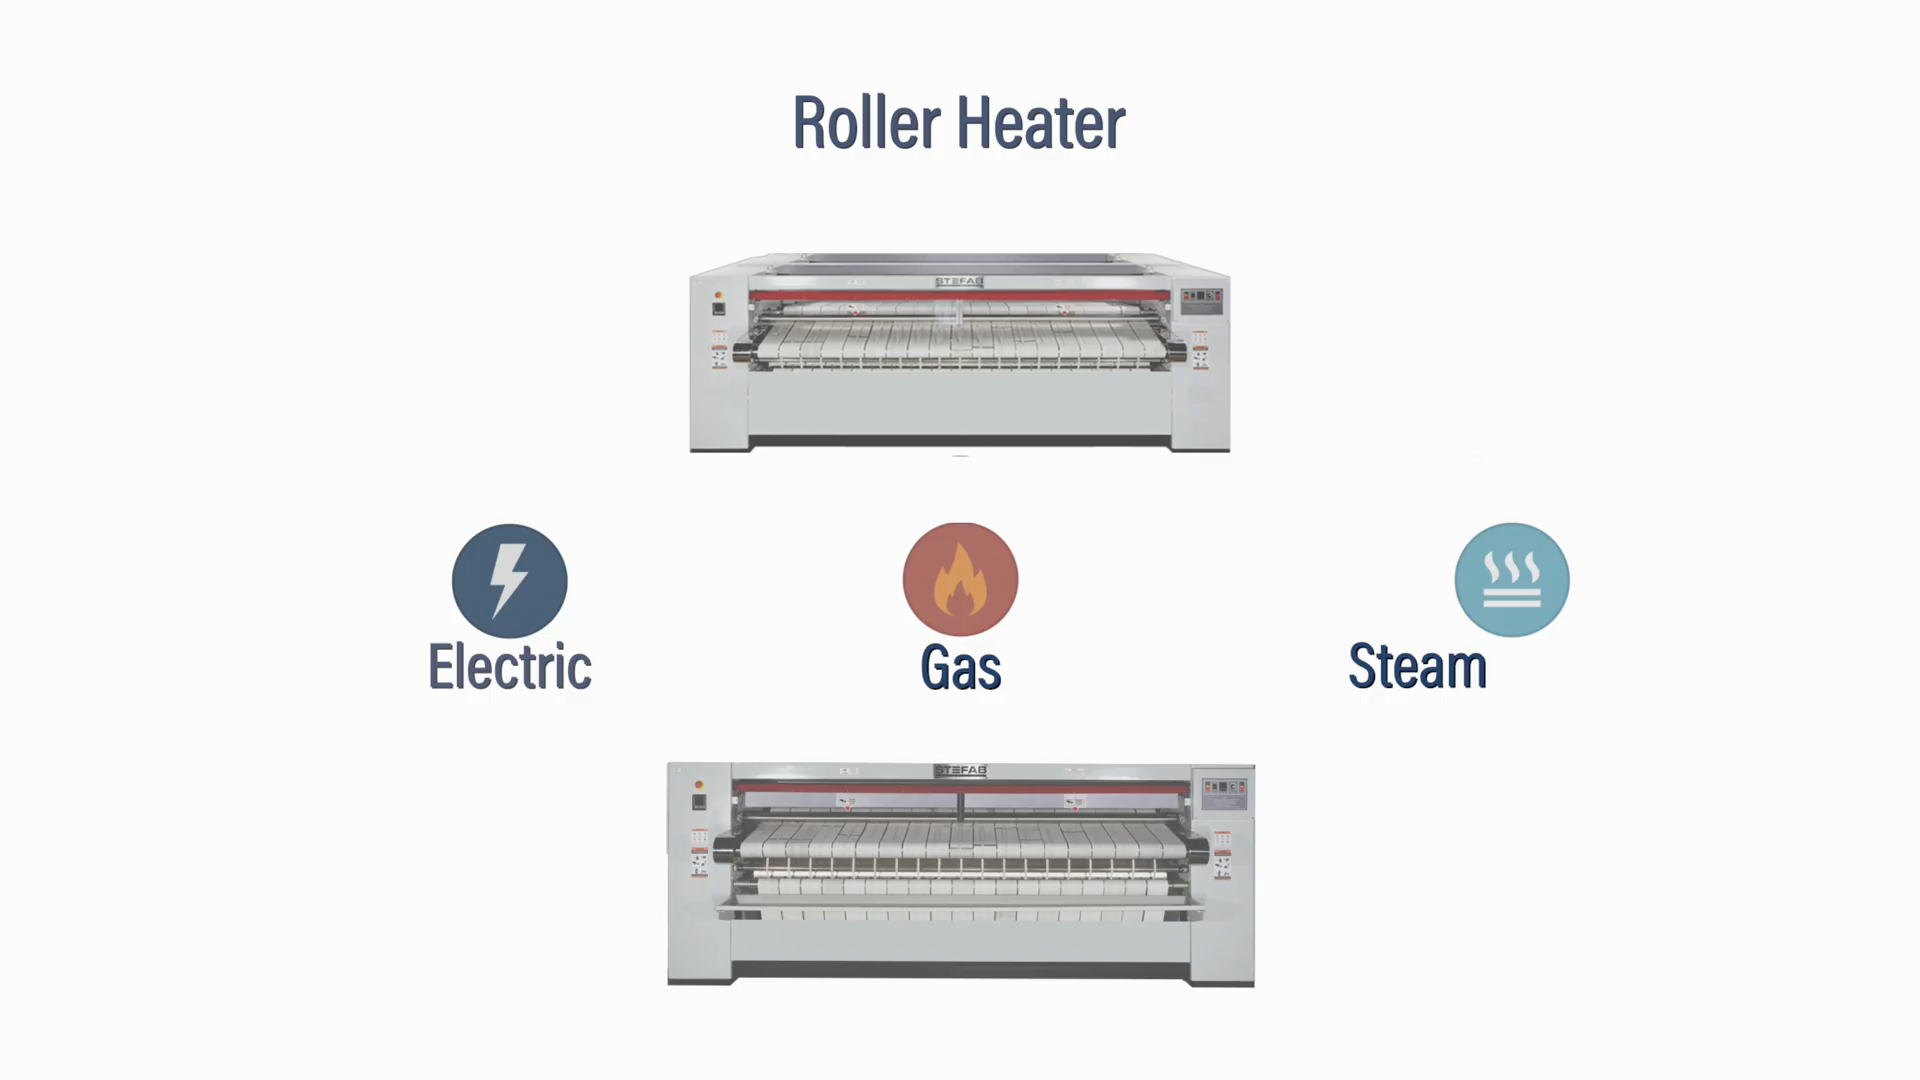 Roller Heater
STEFAB
Electric
Gas
Steam
STEFAB